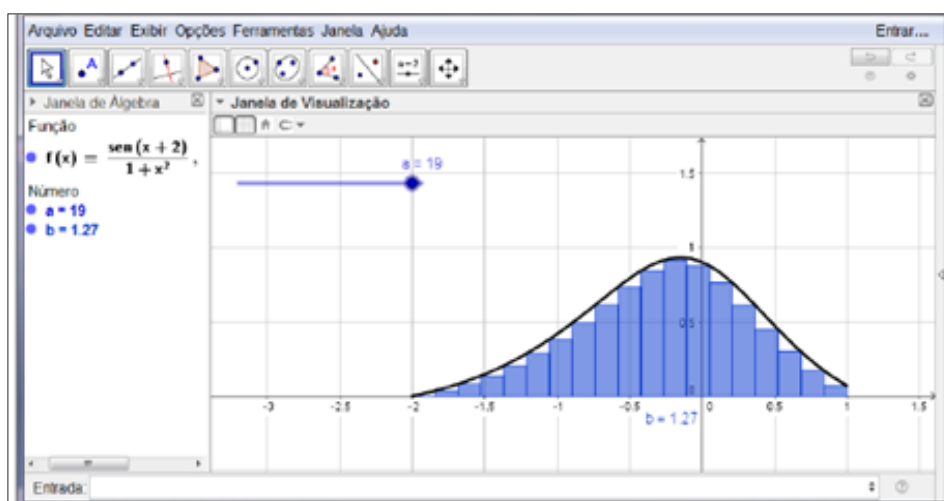 Arquivo Editar Exibir Opções Ferramentas Janela Ajuda Entrar...
A
a=2
Janela de Álgebra
Janela de Visualização
Função
f(x) = sen (x + 2) / 1 + x² ,
Número
a = 19
b = 1.27
a = 19
1.5
1
0.5
0
-3 -2.5 -2 -1.5 -1 -0.5 0 0.5 1 1.5
b = 1.27
Entrada: